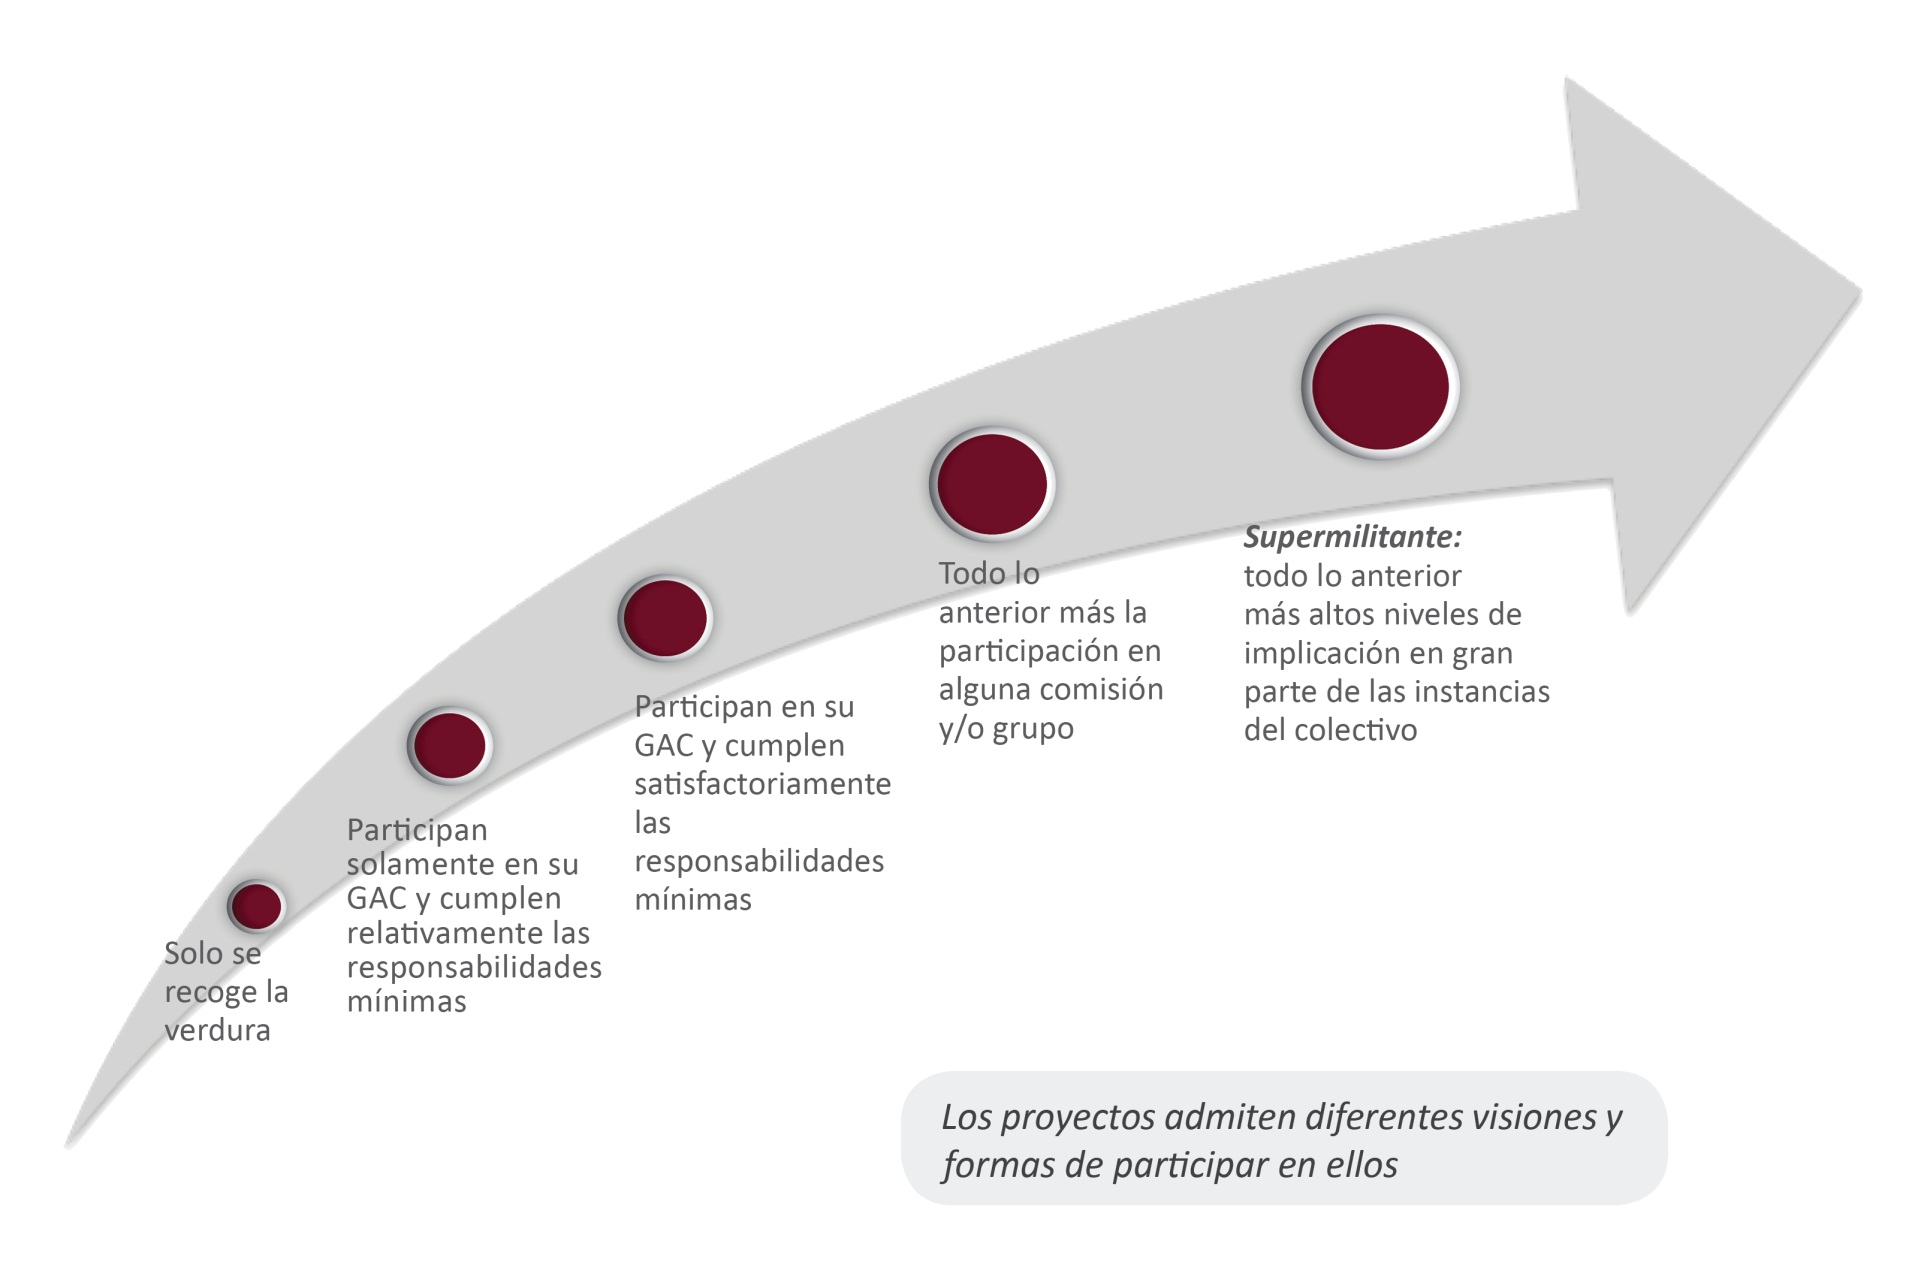 Solo se
recoge la
verdura
Participan
solamente en su
GAC y cumplen
relativamente las
responsabilidades
mínimas
Participan en su
GAC y cumplen
satisfactoriamente
las
responsabilidades
mínimas
Todo lo
anterior más la
participación en
alguna comisión
y/o grupo
Supermilitante:
todo lo anterior
más altos niveles de
implicación en gran
parte de las instancias
del colectivo
Los proyectos admiten diferentes visiones y
formas de participar en ellos